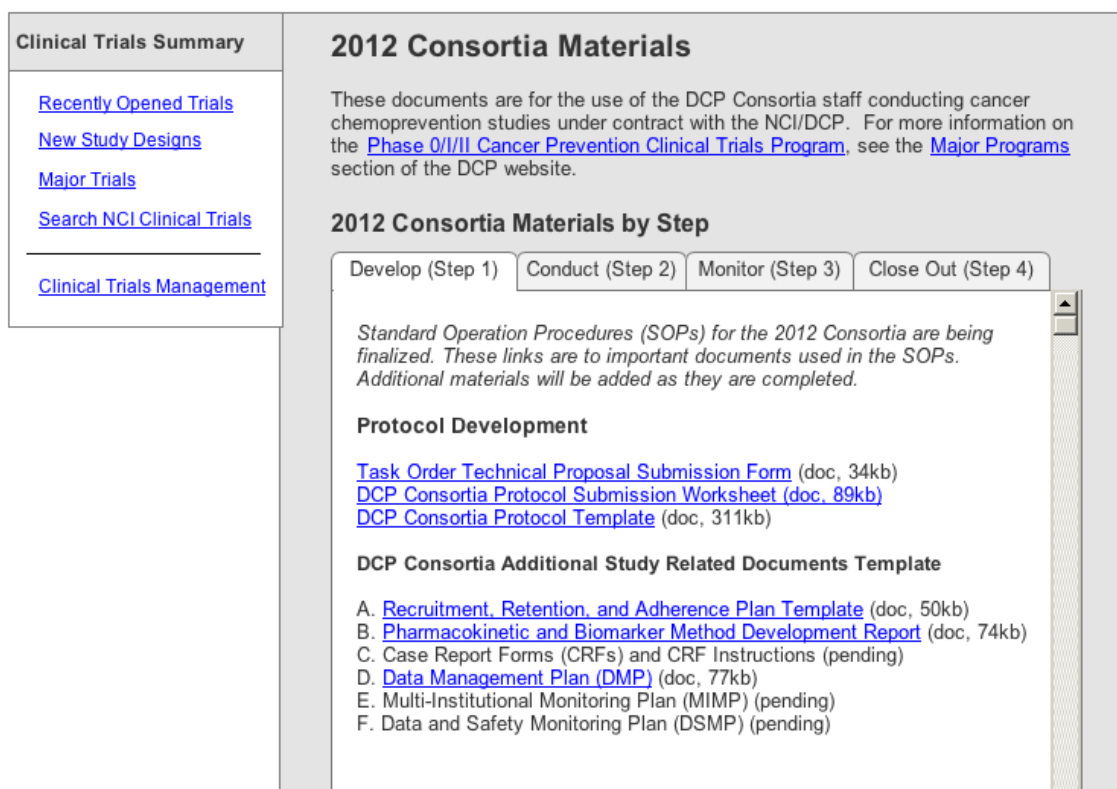 Clinical Trials Summary
Recently Opened Trials
New Study Designs
Major Trials
Search NCI Clinical Trials
Clinical Trials Management
2012 Consortia Materials
These documents are for the use of the DCP Consortia staff conducting cancer
chemoprevention studies under contract with the NCI/DCP.  For more information on
the Phase 0/I/II Cancer Prevention Clinical Trials Program, see the Major Programs
section of the DCP website.
2012 Consortia Materials by Step
Develop (Step 1) Conduct (Step 2) Monitor (Step 3) Close Out (Step 4)
Standard Operation Procedures (SOPs) for the 2012 Consortia are being
finalized. These links are to important documents used in the SOPs.
Additional materials will be added as they are completed.
Protocol Development
Task Order Technical Proposal Submission Form (doc, 34kb)
DCP Consortia Protocol Submission Worksheet (doc, 89kb)
DCP Consortia Protocol Template (doc, 311kb)
DCP Consortia Additional Study Related Documents Template
A. Recruitment, Retention, and Adherence Plan Template (doc, 50kb)
B. Pharmacokinetic and Biomarker Method Development Report (doc, 74kb)
C. Case Report Forms (CRFs) and CRF Instructions (pending)
D. Data Management Plan (DMP) (doc, 77kb)
E. Multi-Institutional Monitoring Plan (MIMP) (pending)
F. Data and Safety Monitoring Plan (DSMP) (pending)